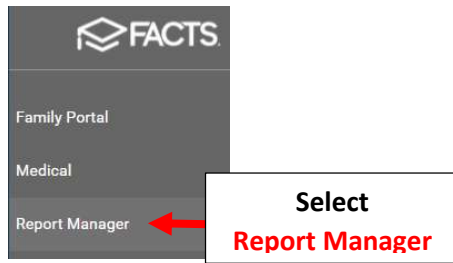 FACTS
Family Portal
Medical
Report Manager
Select
Report Manager